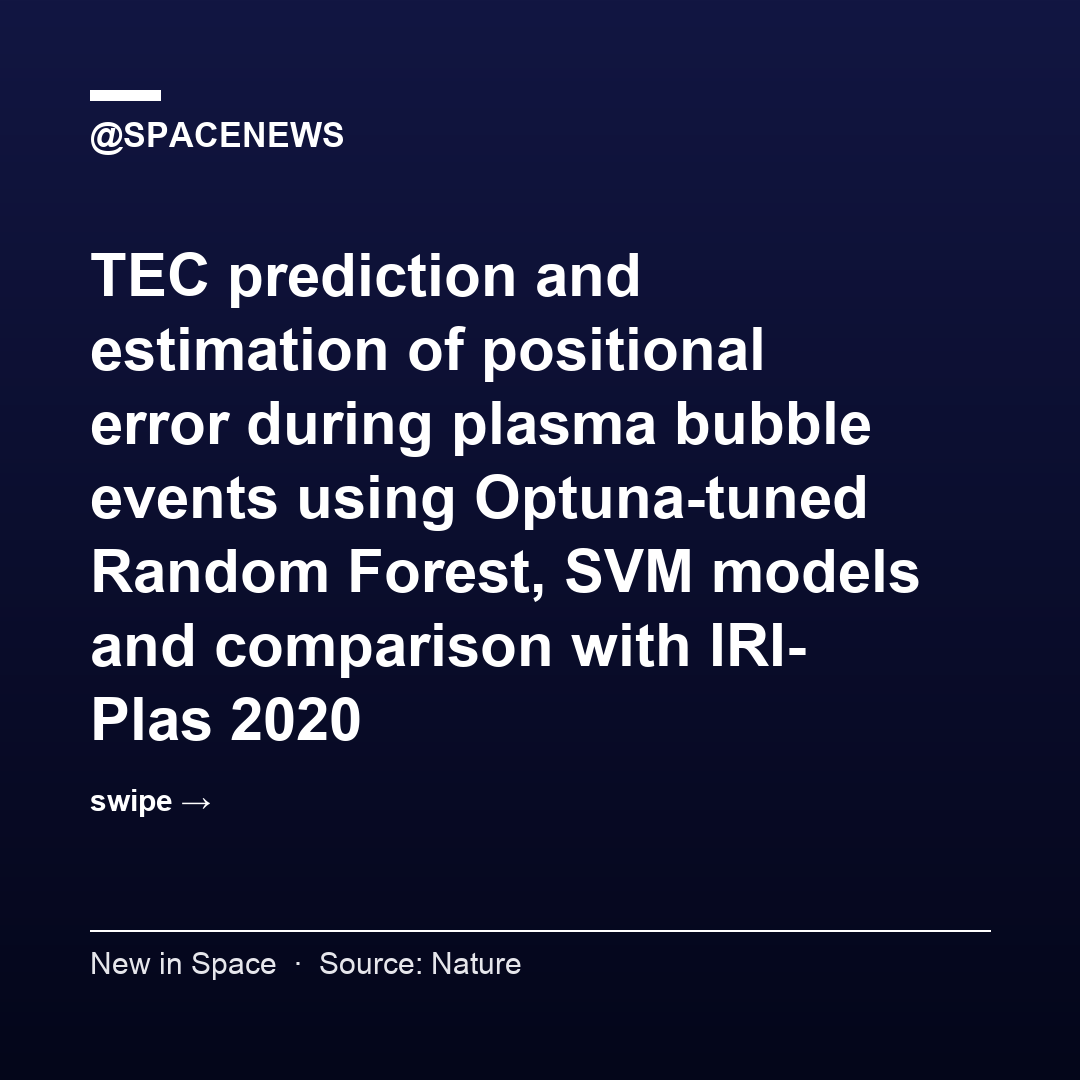 @SPACENEWS
TEC prediction and
estimation of positional
error during plasma bubble
events using Optuna-tuned
Random Forest, SVM models
and comparison with IRI-
Plas 2020
swipe →
New in Space · Source: Nature